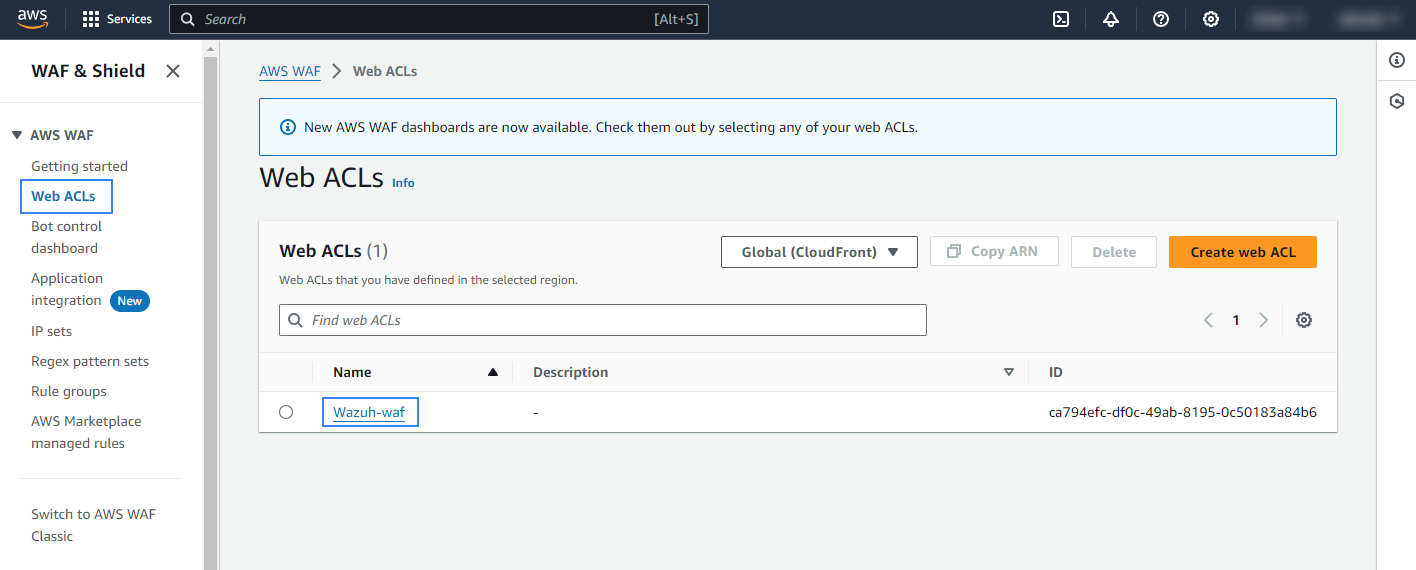 aws
Services
Search
[Alt+S]
WAF & Shield
AWS WAF
Getting started
Web ACLs
Bot control
dashboard
Application
integration New
IP sets
Regex pattern sets
Rule groups
AWS Marketplace
managed rules
Switch to AWS WAF
Classic
AWS WAF
Web ACLs
New AWS WAF dashboards are now available. Check them out by selecting any of your web ACLs.
Web ACLs Info
Web ACLs (1)
Global (CloudFront)
Copy ARN
Delete
Create web ACL
Web ACLs that you have defined in the selected region.
Find web ACLs
1
Name
Description
ID
Wazuh-waf
-
ca794efc-df0c-49ab-8195-0c50183a84b6